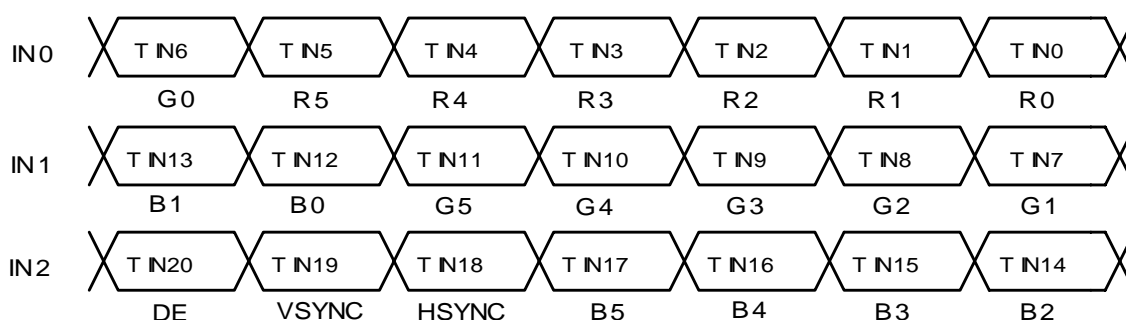 IN0 TIN6 TIN5 TIN4 TIN3 TIN2 TIN1 TIN0
G0 R5 R4 R3 R2 R1 R0
IN1 TIN13 TIN12 TIN11 TIN10 TIN9 TIN8 TIN7
B1 B0 G5 G4 G3 G2 G1
IN2 TIN20 TIN19 TIN18 TIN17 TIN16 TIN15 TIN14
DE VSYNC HSYNC B5 B4 B3 B2